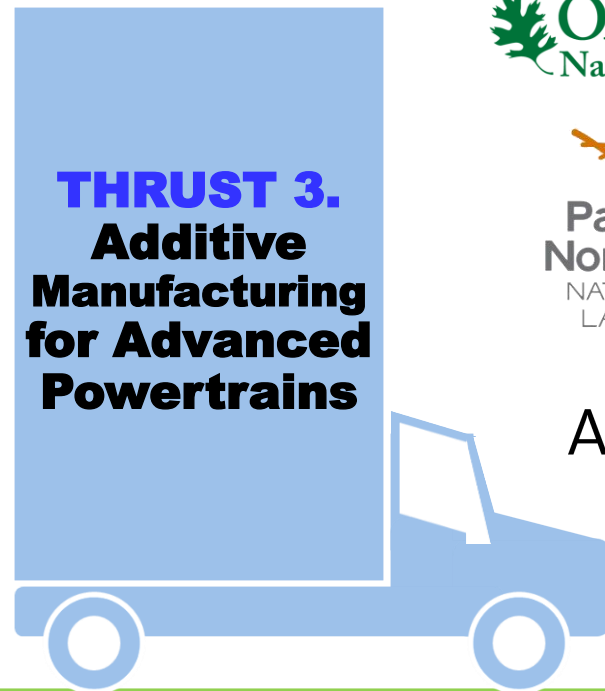 THRUST 3.
Additive
Manufacturing
for Advanced
Powertrains